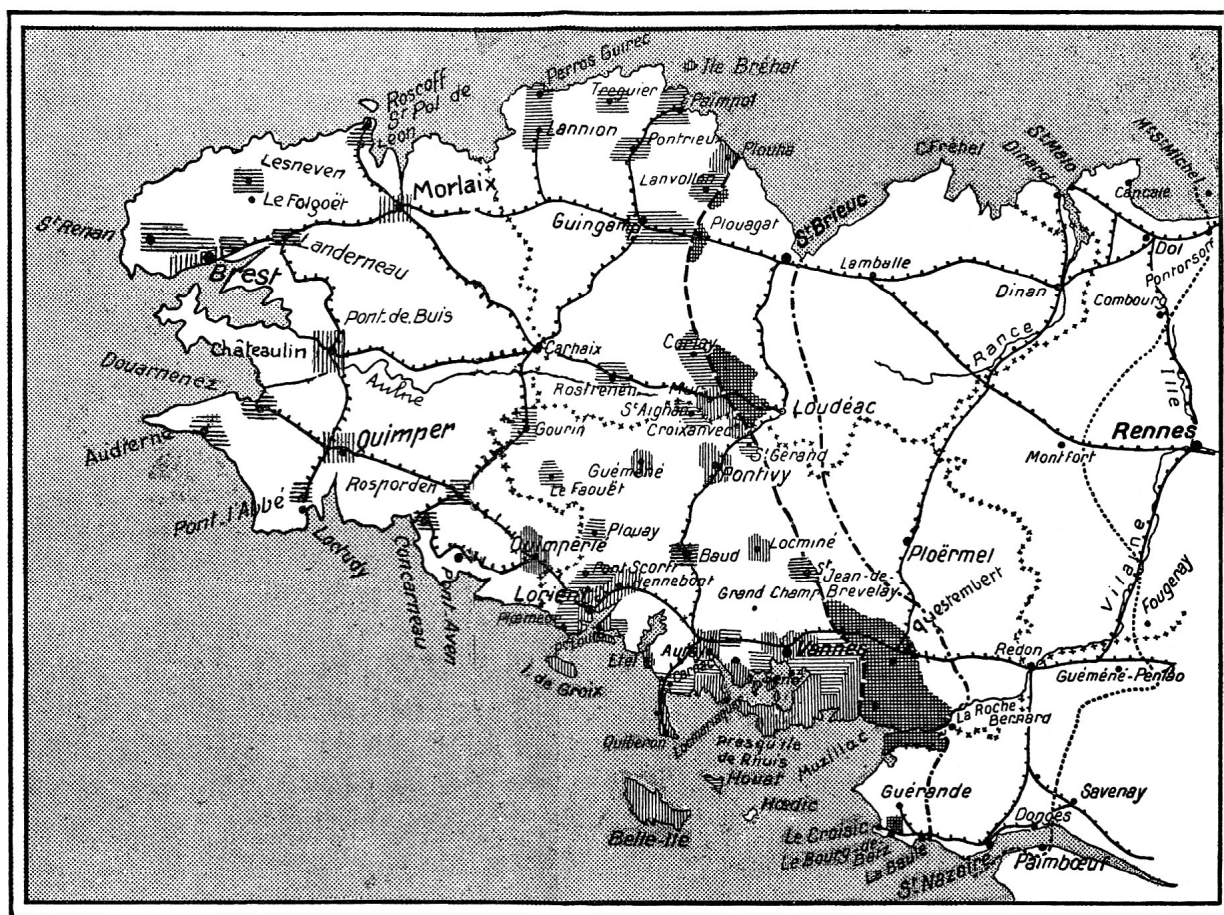 Perros Guirec
Ile Bréhat
Roscoff
St Pol de
Léon
Treguier
Paimpol
Lannion
Pontrieux
Plouha
C. Fréhel
St Malo
Dinard
Mt St Michel
Cancale
Lesneven
Le Folgoët
Morlaix
Lanvollon
Guingamp
Plouagat
St Brieuc
Dol
Pontorson
St Renan
Brest
Landerneau
Lamballe
Dinan
Combourg
Pont. de. Buis
Châteaulin
Carhaix
Corlay
Rance
Ille
Douarnenez
Aulne
Rostrenen
Mur
St Aignan
Croixanvec
Loudéac
Audierne
Quimper
Gourin
St Gérand
Montfort
Rennes
Guéméné
Pontivy
Le Faouët
Rosporden
Pont-l'Abbé
Loctudy
Concarneau
Pont-Aven
Quimperlé
Plouay
Baud
Locminé
Ploërmel
Pont Scorff
Hennebont
Lorient
Grand Champ
St
Jean-de-
Brevelay
Questembert
Vilaine
Fougeray
Ploemeur
Etel
I. de Groix
Vannes
Redon
Guémène-Penfao
La Roche
Bernard
Quiberon
Locmariaquer
Presqu'île
de Rhuis
Muzillac
Houat
Hœdic
Belle-Ile
Guérande
Savenay
Donges
Le Croisic
Le Bourg-de-
Batz
La Baule
St Nazaire
Paimbœuf